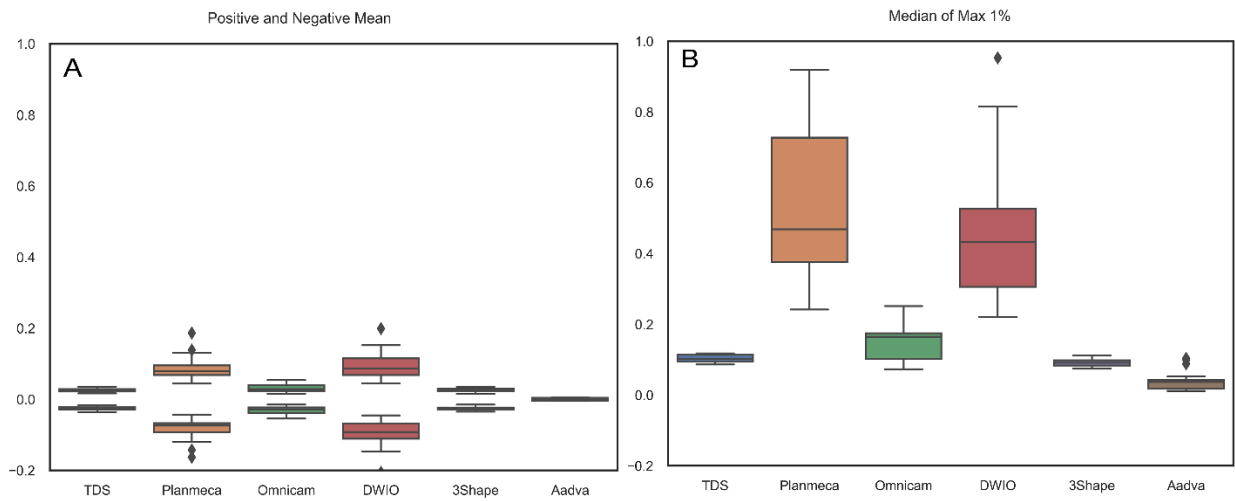 Positive and Negative Mean
A
1.0
0.8
0.6
0.4
0.2
0.0
−0.2
TDS Planmeca Omnicam DWIO 3Shape Aadva
Median of Max 1%
B
1.0
0.8
0.6
0.4
0.2
0.0
−0.2
TDS Planmeca Omnicam DWIO 3Shape Aadva